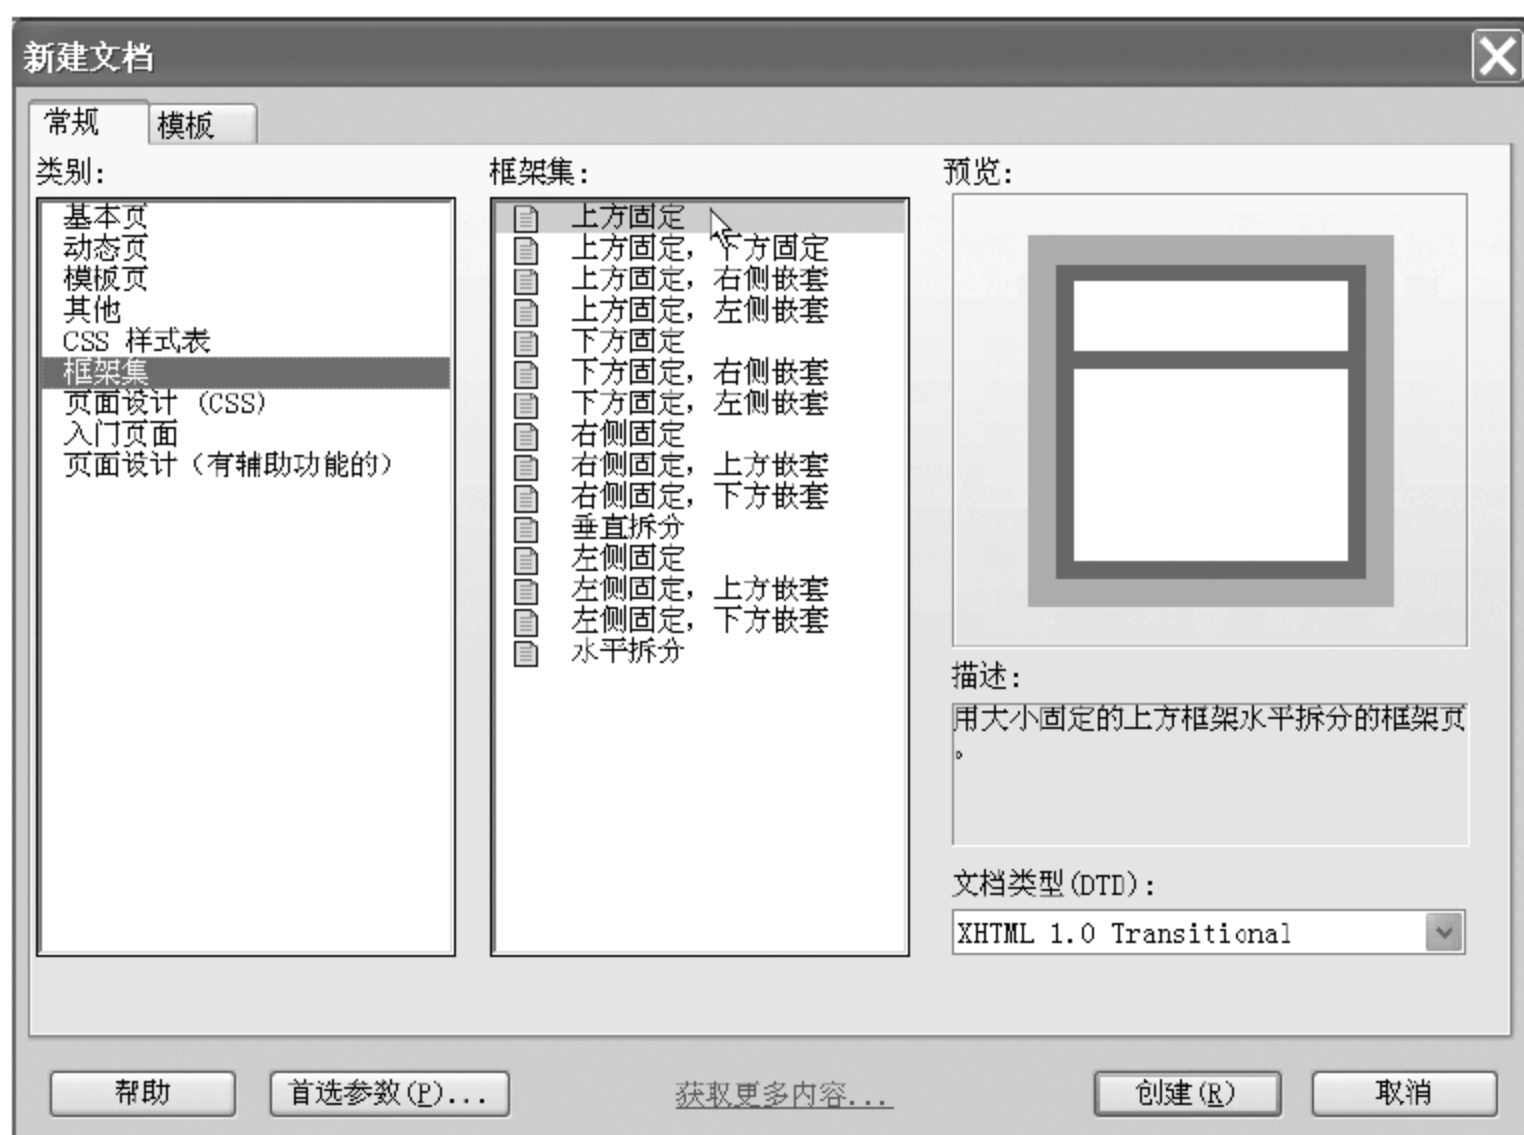 新建文档
常规
模板
类别:
基本页
动态页
模板页
其他
CSS 样式表
框架集
页面设计 (CSS)
入门页面
页面设计（有辅助功能的）
框架集:
上方固定
上方固定，下方固定
上方固定，右侧嵌套
上方固定，左侧嵌套
下方固定
下方固定，右侧嵌套
下方固定，左侧嵌套
右侧固定
右侧固定，上方嵌套
右侧固定，下方嵌套
垂直拆分
左侧固定
左侧固定，上方嵌套
左侧固定，下方嵌套
水平拆分
预览:
描述:
用大小固定的上方框架水平拆分的框架页
。
文档类型(DTD):
XHTML 1.0 Transitional
帮助
首选参数(P)...
获取更多内容...
创建(R)
取消